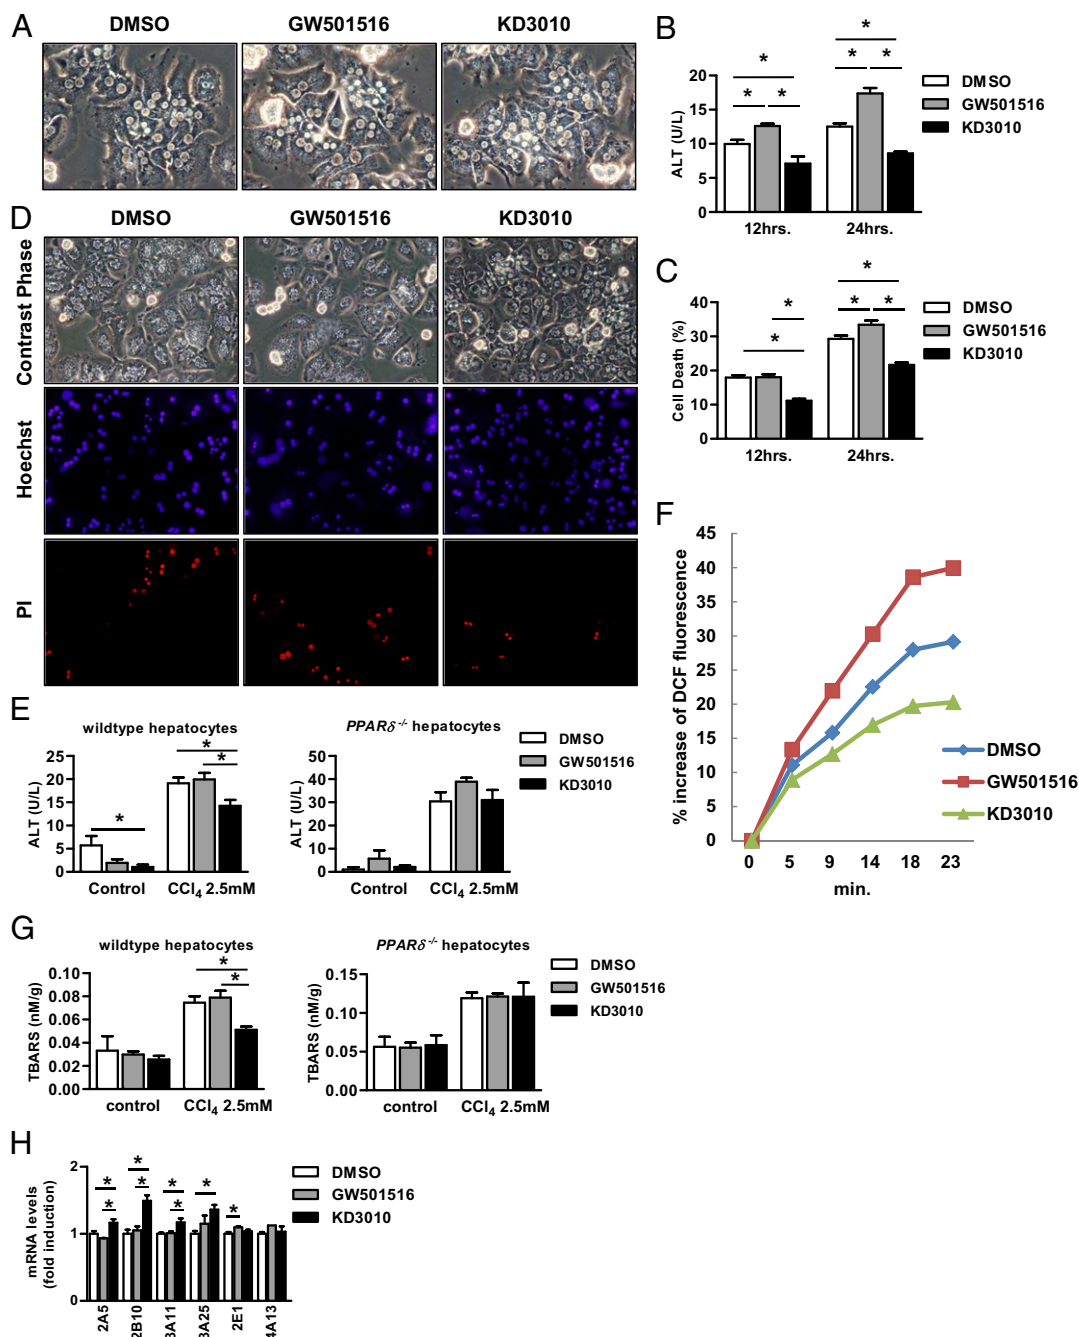 A
DMSO
GW501516
KD3010
B
ALT (U/L)
20
15
10
5
0
* * *
* * *
12hrs.
24hrs.
DMSO
GW501516
KD3010
C
Cell Death (%)
40
30
20
10
0
* *
* * *
12hrs.
24hrs.
DMSO
GW501516
KD3010
D
DMSO
GW501516
KD3010
Contrast Phase
Hoechst
PI
E
wildtype hepatocytes
ALT (U/L)
25
20
15
10
5
0
*
* *
Control
CCl4 2.5mM
PPARδ -/- hepatocytes
ALT (U/L)
50
40
30
20
10
0
Control
CCl4 2.5mM
DMSO
GW501516
KD3010
F
% increase of DCF fluorescence
45
40
35
30
25
20
15
10
5
0
0 5 9 14 18 23
min.
DMSO
GW501516
KD3010
G
wildtype hepatocytes
TBARS (nM/g)
0.10
0.08
0.06
0.04
0.02
0.00
* *
control
CCl4 2.5mM
PPARδ -/- hepatocytes
TBARS (nM/g)
0.15
0.10
0.05
0.00
control
CCl4 2.5mM
DMSO
GW501516
KD3010
H
mRNA levels
(fold induction)
2
1
0
* * * * * * * *
2A5
2B10
3A11
3A25
2E1
4A13
DMSO
GW501516
KD3010